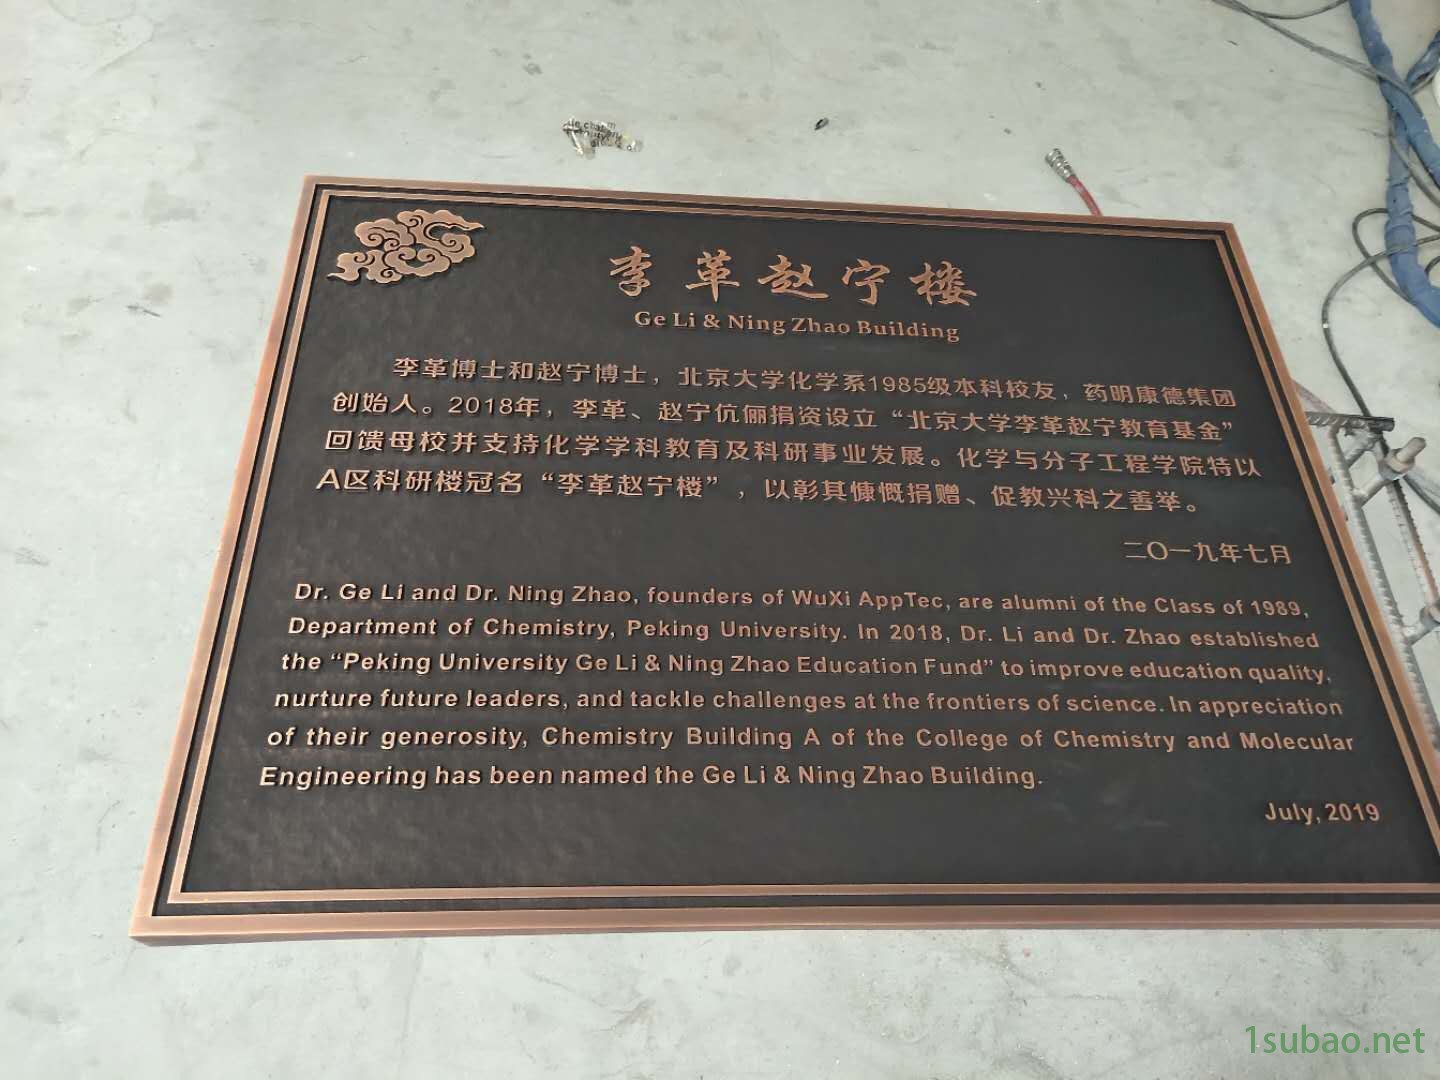 李革赵宁楼
Ge Li & Ning Zhao Building
李革博士和赵宁博士，北京大学化学系1985级本科校友，药明康德集团
创始人。2018年，李革、赵宁伉俪捐资设立“北京大学李革赵宁教育基金”
回馈母校并支持化学学科教育及科研事业发展。化学与分子工程学院特以
A区科研楼冠名“李革赵宁楼”，以彰其慷慨捐赠、促教兴科之善举。
二〇一九年七月
Dr. Ge Li and Dr. Ning Zhao, founders of WuXi AppTec, are alumni of the Class of 1989,
Department of Chemistry, Peking University. In 2018, Dr. Li and Dr. Zhao established
the “Peking University Ge Li & Ning Zhao Education Fund” to improve education quality,
nurture future leaders, and tackle challenges at the frontiers of science. In appreciation
of their generosity, Chemistry Building A of the College of Chemistry and Molecular
Engineering has been named the Ge Li & Ning Zhao Building.
July, 2019
1subao.net